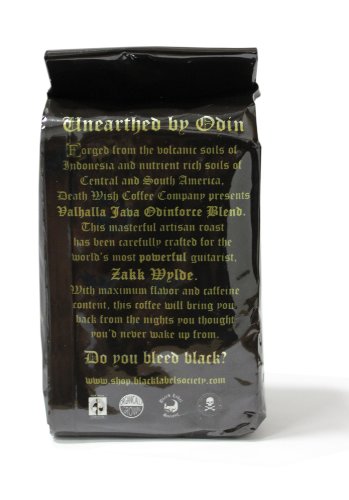 Unearthed by Odin
Forged from the volcanic soils of
Indonesia and nutrient rich soils of
Central and South America,
Death Wish Coffee Company presents
Valhalla Java Odinforce Blend.
This masterful artisan roast
has been carefully crafted for the
world's most powerful guitarist,
Zakk Wylde.
With maximum flavor and caffeine
content, this coffee will bring you
back from the nights you thought
you'd never wake up from.
Do you bleed black?
www.shop.blacklabelsociety.com